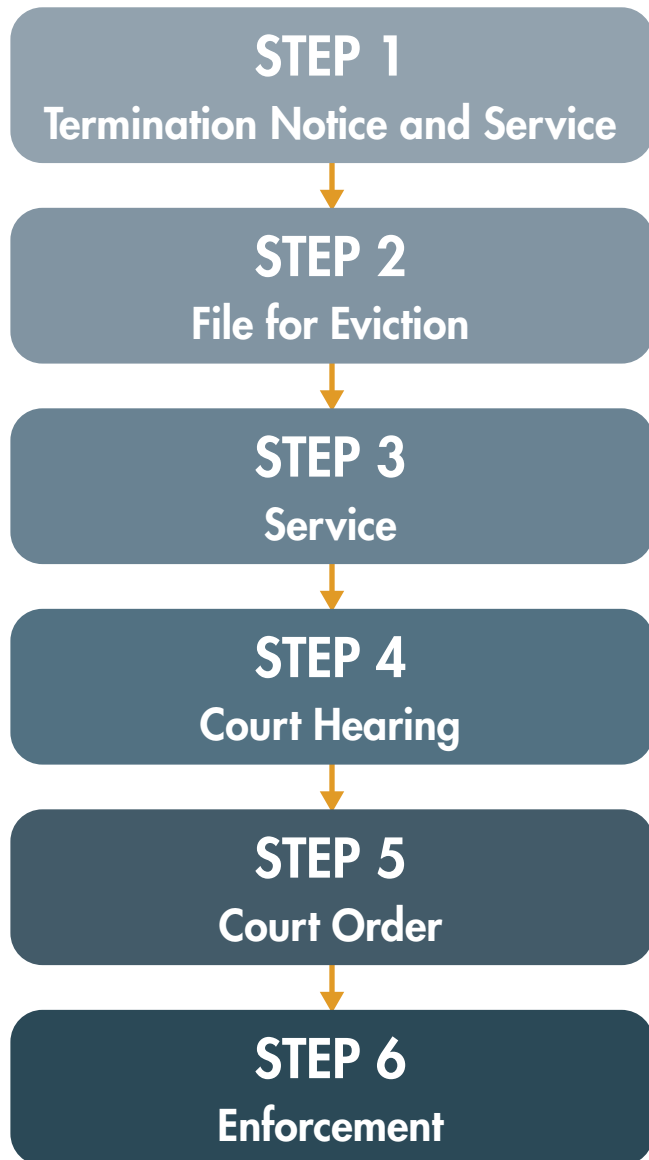 STEP 1
Termination Notice and Service
STEP 2
File for Eviction
STEP 3
Service
STEP 4
Court Hearing
STEP 5
Court Order
STEP 6
Enforcement